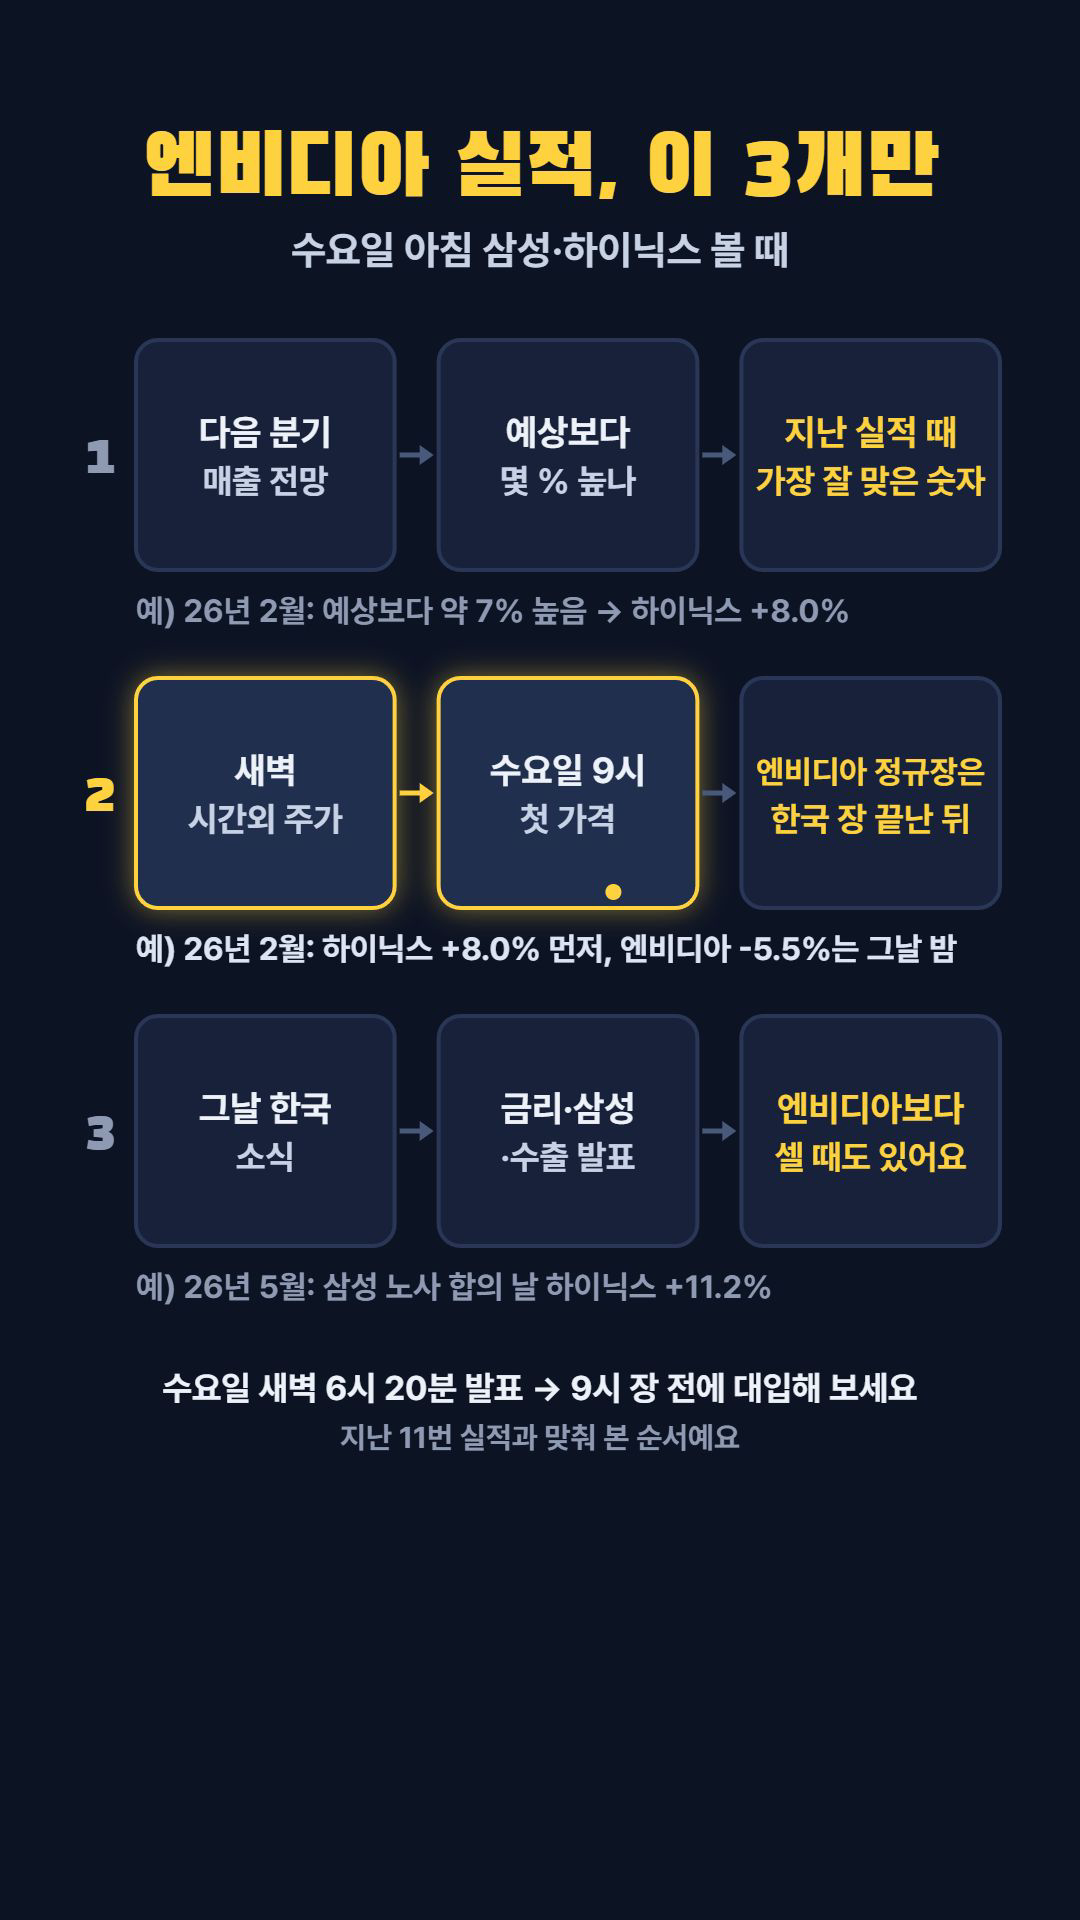 엔비디아 실적, 이 3개만
수요일 아침 삼성·하이닉스 볼 때
1
다음 분기
매출 전망
예상보다
몇 % 높나
지난 실적 때
가장 잘 맞은 숫자
예) 26년 2월: 예상보다 약 7% 높음 → 하이닉스 +8.0%
2
새벽
시간외 주가
수요일 9시
첫 가격
엔비디아 정규장은
한국 장 끝난 뒤
예) 26년 2월: 하이닉스 +8.0% 먼저, 엔비디아 -5.5%는 그날 밤
3
그날 한국
소식
금리·삼성
·수출 발표
엔비디아보다
셀 때도 있어요
예) 26년 5월: 삼성 노사 합의 날 하이닉스 +11.2%
수요일 새벽 6시 20분 발표 → 9시 장 전에 대입해 보세요
지난 11번 실적과 맞춰 본 순서예요